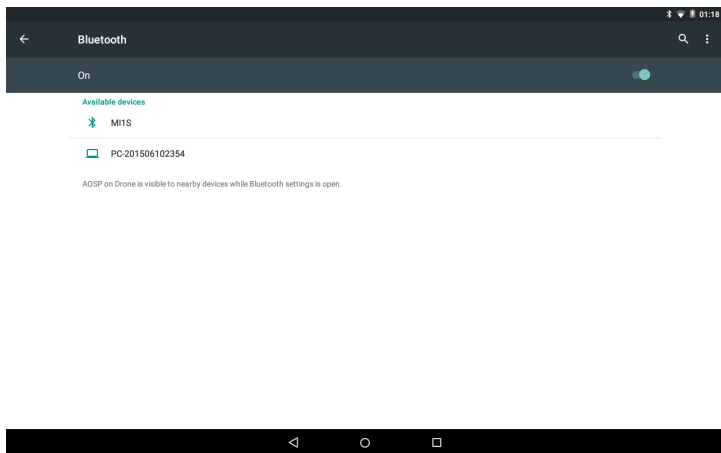 01:18
Bluetooth
On
Available devices
MI1S
PC-201506102354
AOSP on Drone is visible to nearby devices while Bluetooth settings is open.